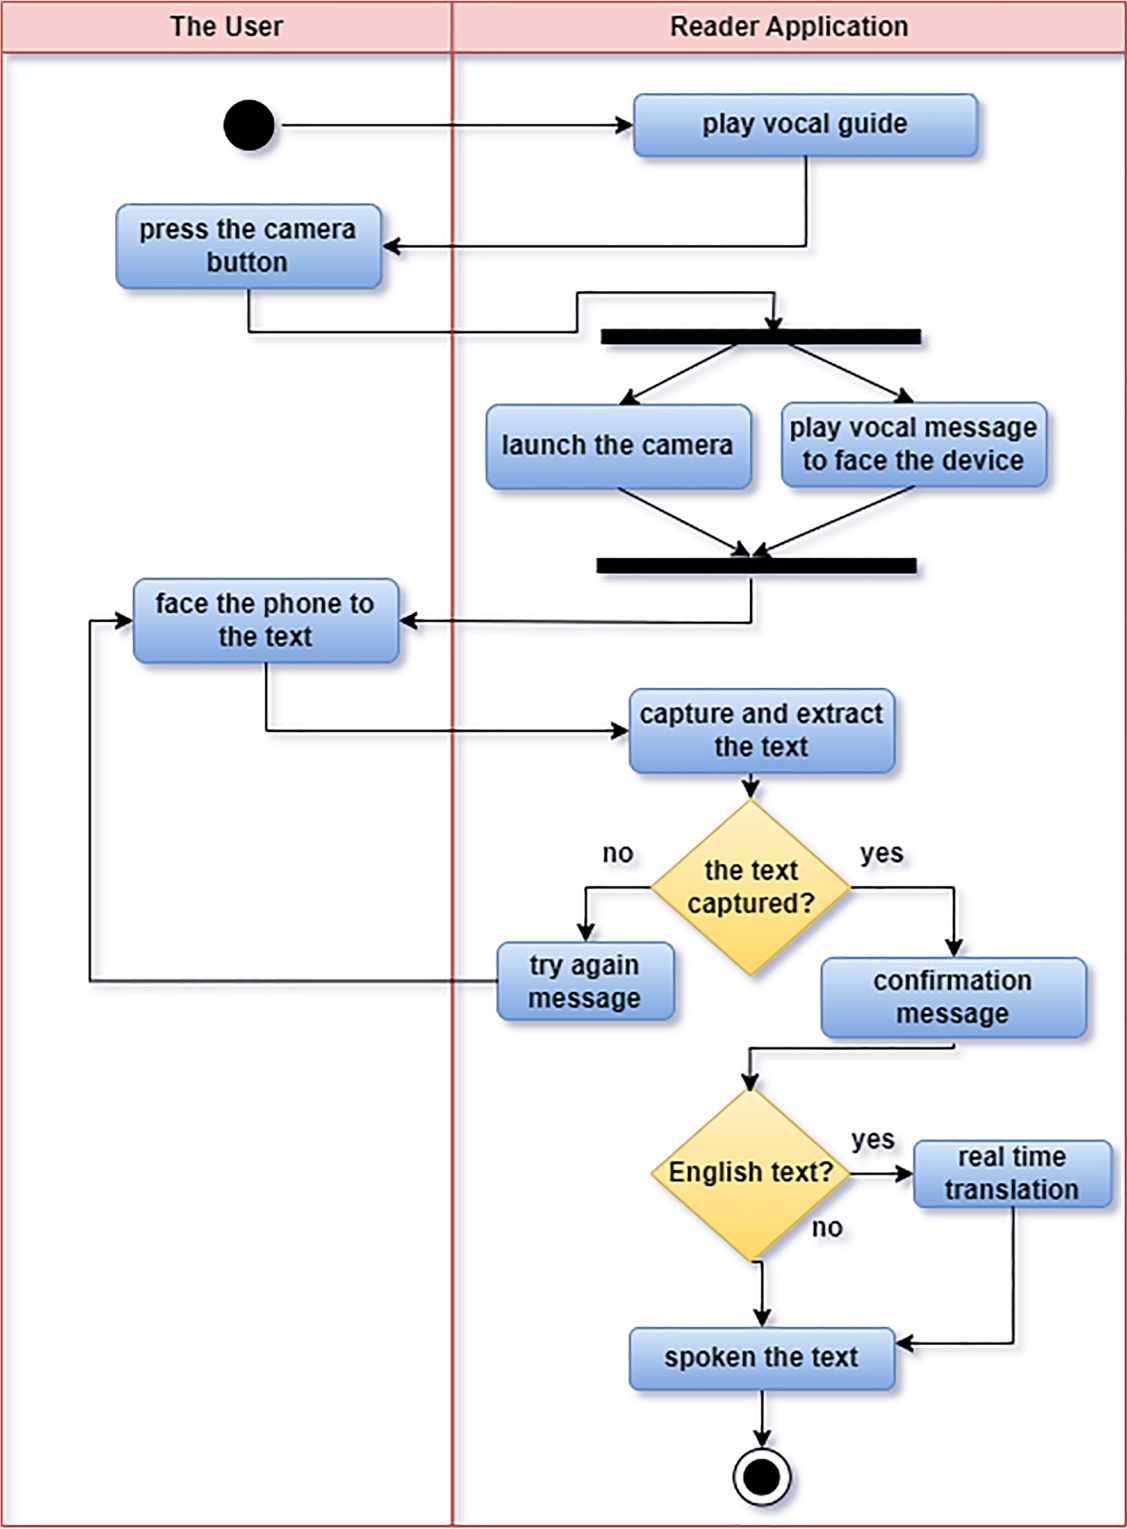 The User
Reader Application
play vocal guide
press the camera
button
launch the camera
play vocal message
to face the device
face the phone to
the text
capture and extract
the text
no
yes
the text
captured?
try again
message
confirmation
message
yes
English text?
real time
translation
no
spoken the text